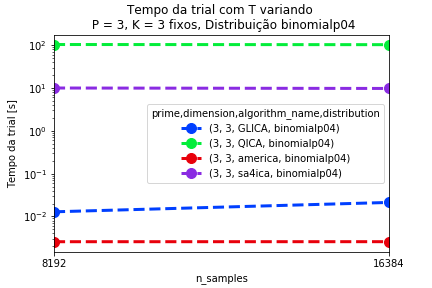 Tempo da trial com T variando
P = 3, K = 3 fixos, Distribuição binomialp04
10²
10¹
10⁰
10⁻¹
10⁻²
Tempo da trial [s]
prime,dimension,algorithm_name,distribution
(3, 3, GLICA, binomialp04)
(3, 3, QICA, binomialp04)
(3, 3, america, binomialp04)
(3, 3, sa4ica, binomialp04)
8192
16384
n_samples